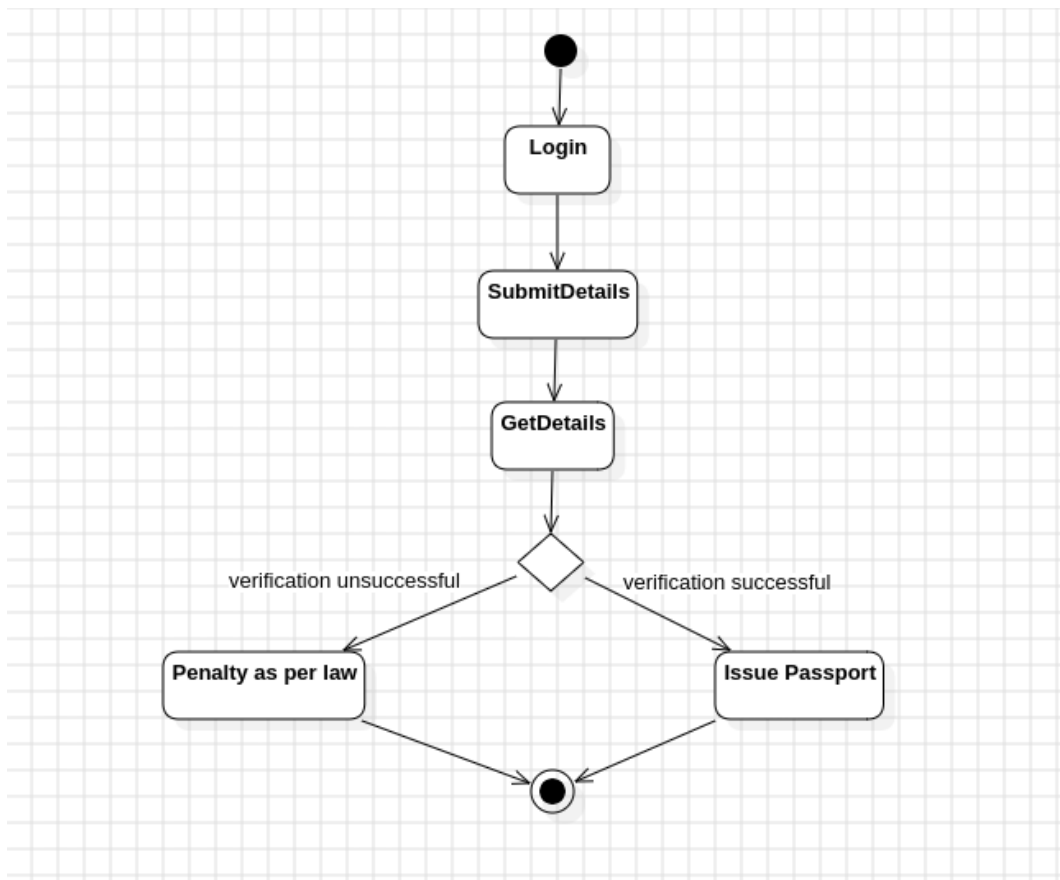 Login
SubmitDetails
GetDetails
verification unsuccessful
verification successful
Penalty as per law
Issue Passport